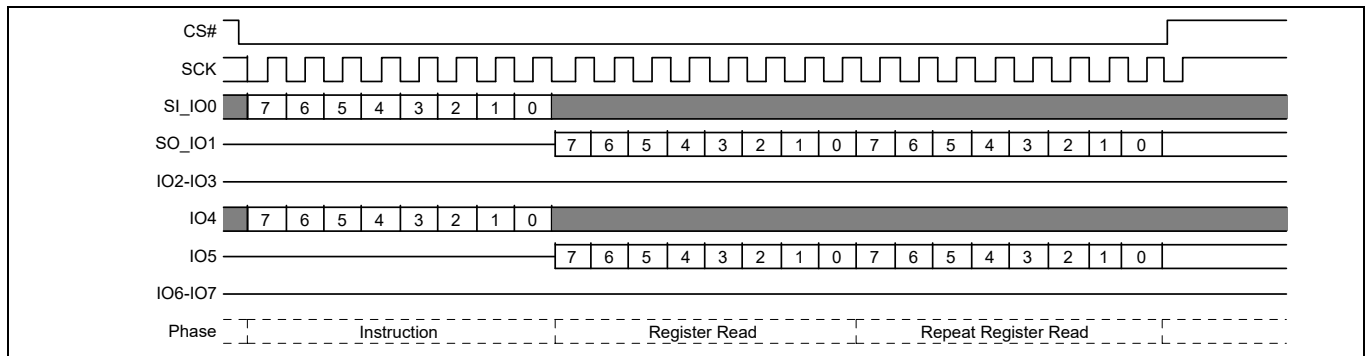 CS#
SCK
SI_IO0 7 6 5 4 3 2 1 0
SO_IO1 7 6 5 4 3 2 1 0 7 6 5 4 3 2 1 0
IO2-IO3
IO4 7 6 5 4 3 2 1 0
IO5 7 6 5 4 3 2 1 0 7 6 5 4 3 2 1 0
IO6-IO7
Phase Instruction Register Read Repeat Register Read